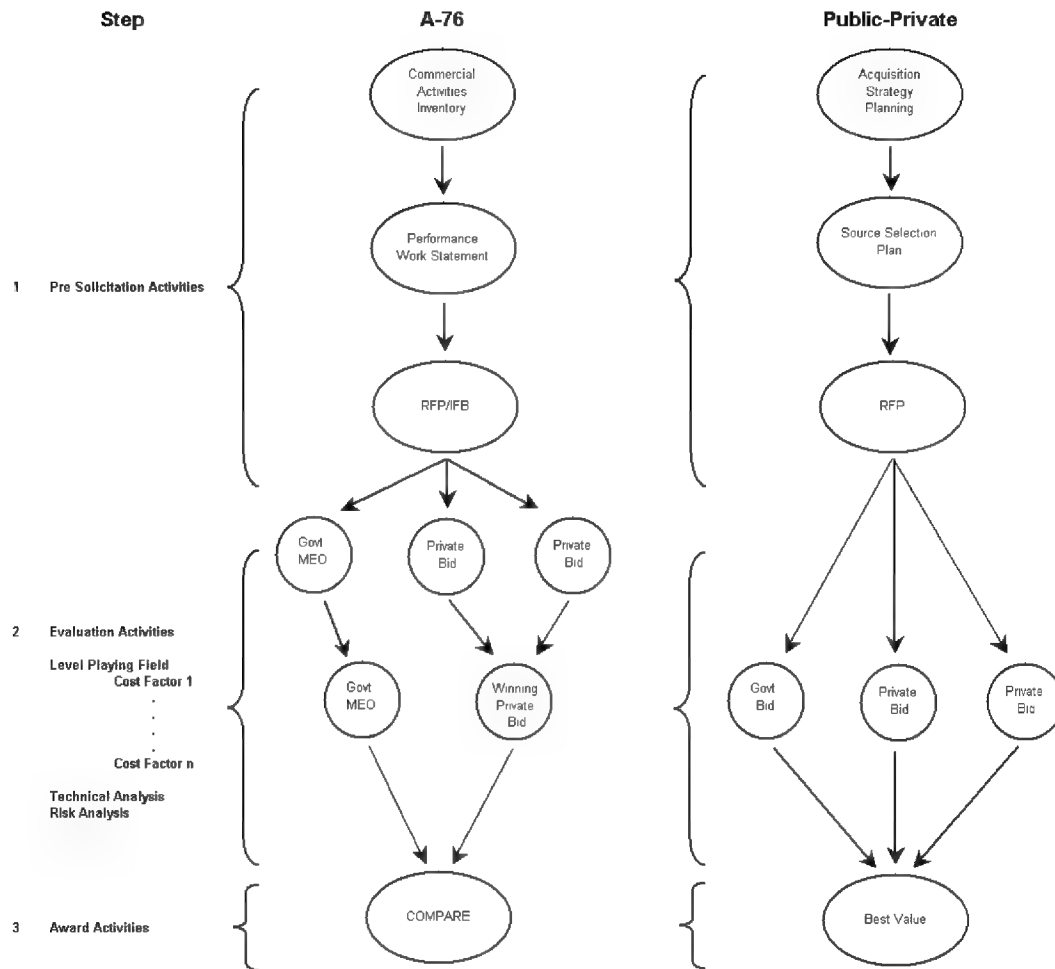 Step
A-76
Public-Private
Commercial
Activities
Inventory
Acquisition
Strategy
Planning
Performance
Work Statement
Source Selection
Plan
1 Pre Solicitation Activities
RFP/IFB
RFP
Govt
MEO
Private
Bid
Private
Bid
2 Evaluation Activities
Level Playing Field
Cost Factor 1
.
.
.
.
Cost Factor n
Technical Analysis
Risk Analysis
Govt
MEO
Winning
Private
Bid
Govt
Bid
Private
Bid
Private
Bid
3 Award Activities
COMPARE
Best Value